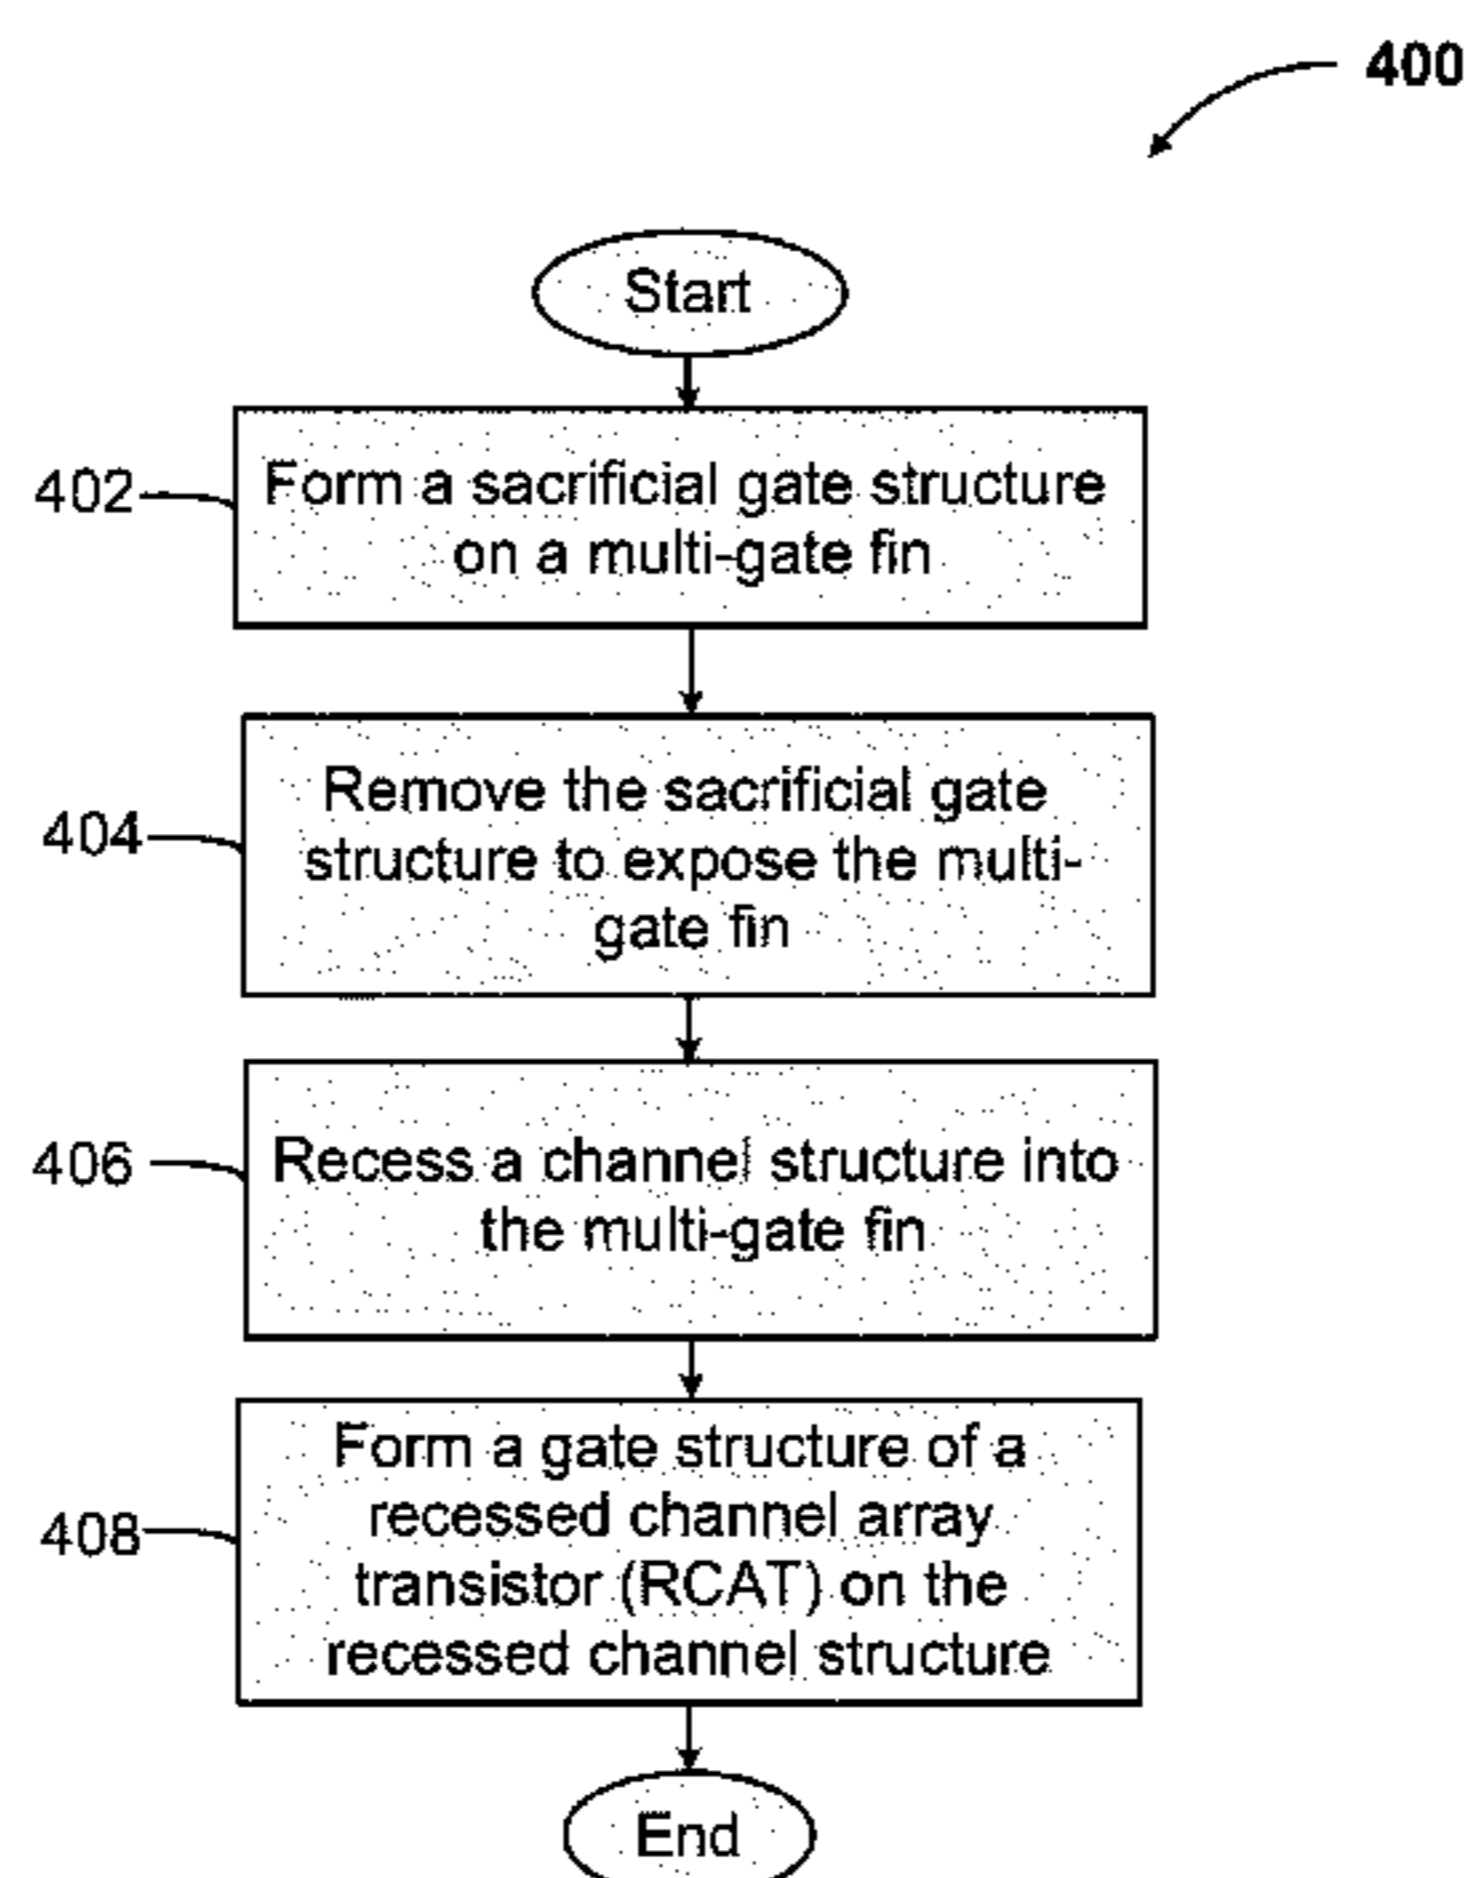 400
Start
402
Form a sacrificial gate structure
on a multi-gate fin
404
Remove the sacrificial gate
structure to expose the multi-
gate fin
406
Recess a channel structure into
the multi-gate fin
408
Form a gate structure of a
recessed channel array
transistor (RCAT) on the
recessed channel structure
End